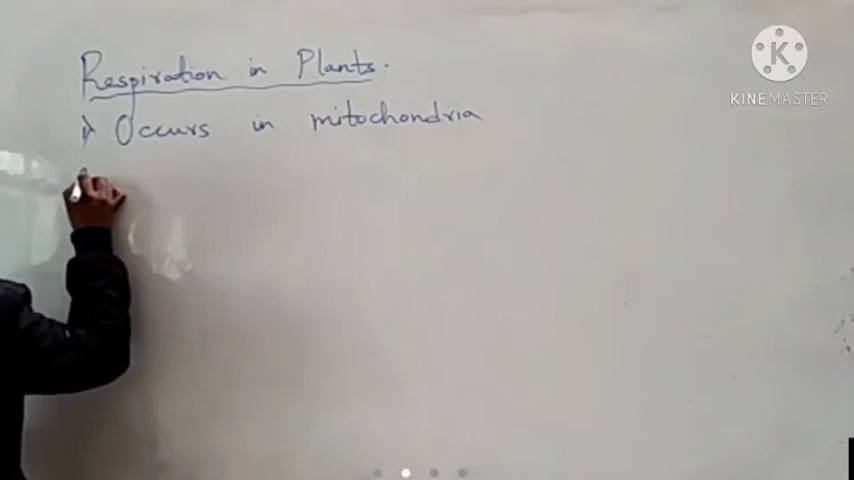 Respiration in Plants.
Occurs in mitochondria
K
KINEMASTER